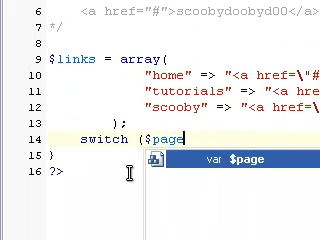 6 <a href="#">scoobydoobyd00</a>
7 */
8
9 $links = array(
10 "home" => "<a href=\"#
11 "tutorials" => "<a hre
12 "scooby" => "<a href=\
13 );
14 switch ($page
15 }
16 ?>
var $page